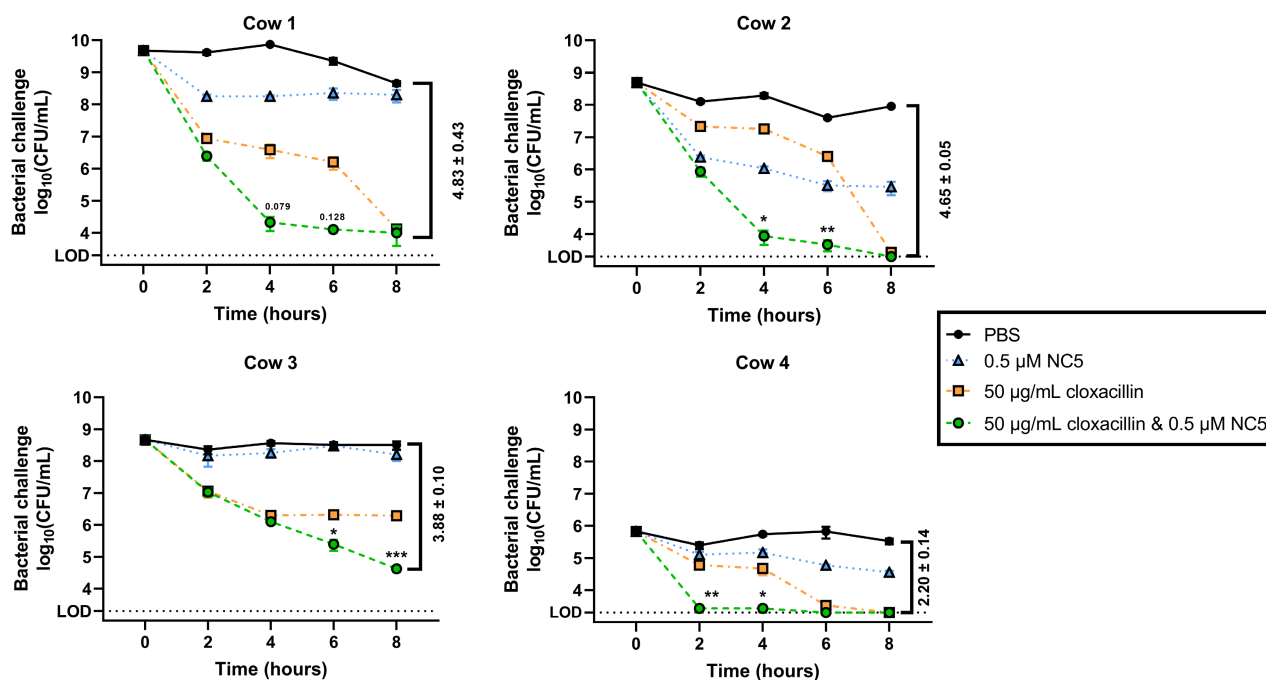 Cow 1
Bacterial challenge
log10(CFU/mL)
10
9
8
7
6
5
4
LOD
0.079
0.128
4.83 ± 0.43
0 2 4 6 8
Time (hours)
Cow 2
Bacterial challenge
log10(CFU/mL)
10
9
8
7
6
5
4
LOD
*
**
4.65 ± 0.05
0 2 4 6 8
Time (hours)
PBS
0.5 µM NC5
50 µg/mL cloxacillin
50 µg/mL cloxacillin & 0.5 µM NC5
Cow 3
Bacterial challenge
log10(CFU/mL)
10
9
8
7
6
5
4
LOD
*
***
3.88 ± 0.10
0 2 4 6 8
Time (hours)
Cow 4
Bacterial challenge
log10(CFU/mL)
10
9
8
7
6
5
4
LOD
**
*
2.20 ± 0.14
0 2 4 6 8
Time (hours)